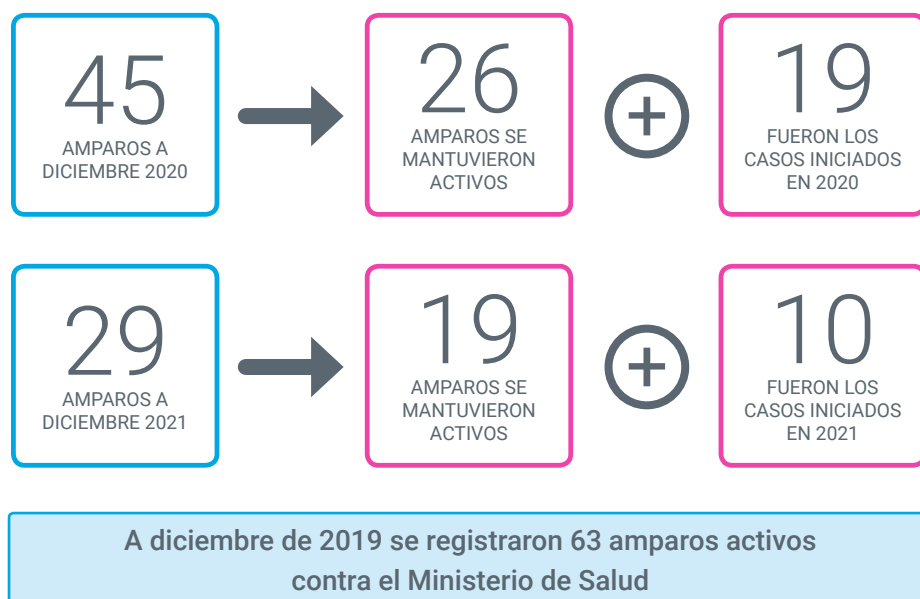 45
AMPAROS A
DICIEMBRE 2020
26
AMPAROS SE
MANTUVIERON
ACTIVOS
+
19
FUERON LOS
CASOS INICIADOS
EN 2020
29
AMPAROS A
DICIEMBRE 2021
19
AMPAROS SE
MANTUVIERON
ACTIVOS
+
10
FUERON LOS
CASOS INICIADOS
EN 2021
A diciembre de 2019 se registraron 63 amparos activos
contra el Ministerio de Salud